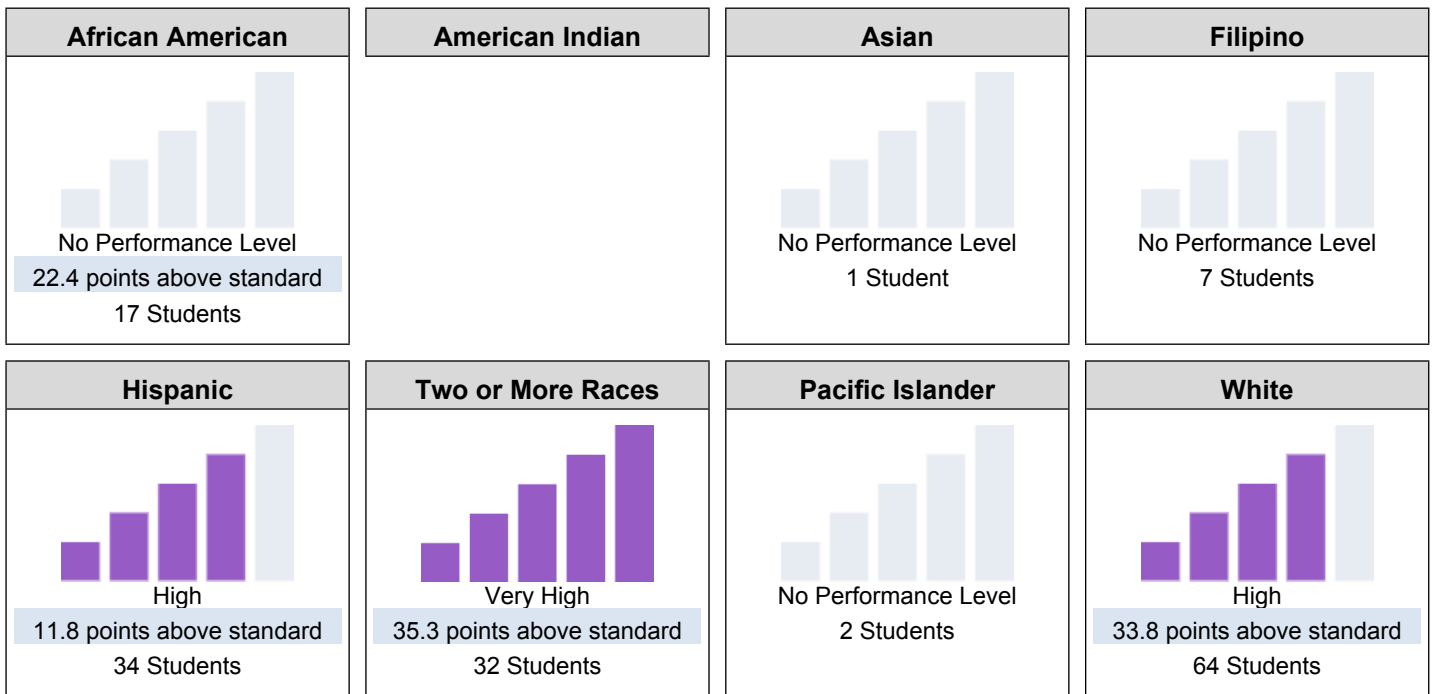 African American
No Performance Level
22.4 points above standard
17 Students
American Indian
Asian
No Performance Level
1 Student
Filipino
No Performance Level
7 Students
Hispanic
High
11.8 points above standard
34 Students
Two or More Races
Very High
35.3 points above standard
32 Students
Pacific Islander
No Performance Level
2 Students
White
High
33.8 points above standard
64 Students